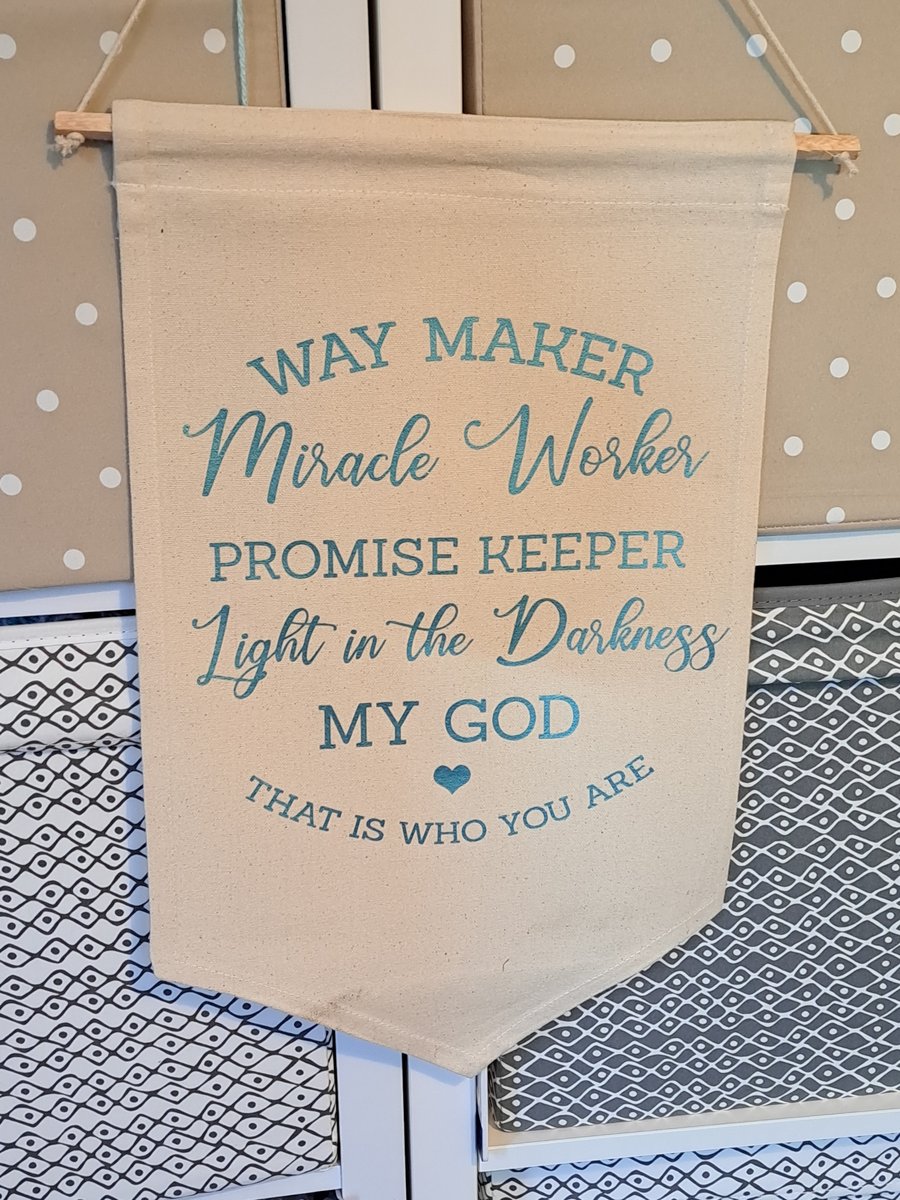 WAY MAKER
Miracle Worker
PROMISE KEEPER
Light in the Darkness
MY GOD
THAT IS WHO YOU ARE